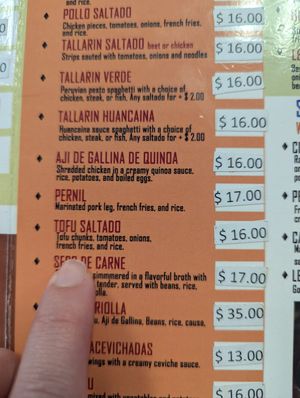 and rice.
POLLO SALTADO $ 16.00
Chicken pieces, tomatoes, onions, french fries,
and rice.
TALLARIN SALTADO beef or chicken $ 16.00
Strips sauted with tomatoes, onions and noodles
TALLARIN VERDE $ 16.00
Peruvian pesto spaghetti with a choice of
chicken, steak, or fish, Any saltado for + $ 2.00
TALLARIN HUANCAINA $ 16.00
Huancaina sauce spaghetti with a choice of
chicken, steak, or fish, Any saltado for + $ 2.00
AJI DE GALLINA DE QUINOA $ 16.00
Shredded chicken in a creamy quinoa sauce,
rice, potatoes, and boiled eggs.
PERNIL $ 17.00
Marinated pork leg, french fries, and rice.
TOFU SALTADO $ 16.00
Tofu chunks, tomatoes, onions,
french fries, and rice.
DE CARNE $ 17.00
simmmered in a flavorful broth with
tender, served with beans, rice,
RIOLLA $ 35.00
Aji de Gallina, Beans, rice, causa,
ACEVICHADAS $ 13.00
wings with a creamy ceviche sauce.
$ 16.00